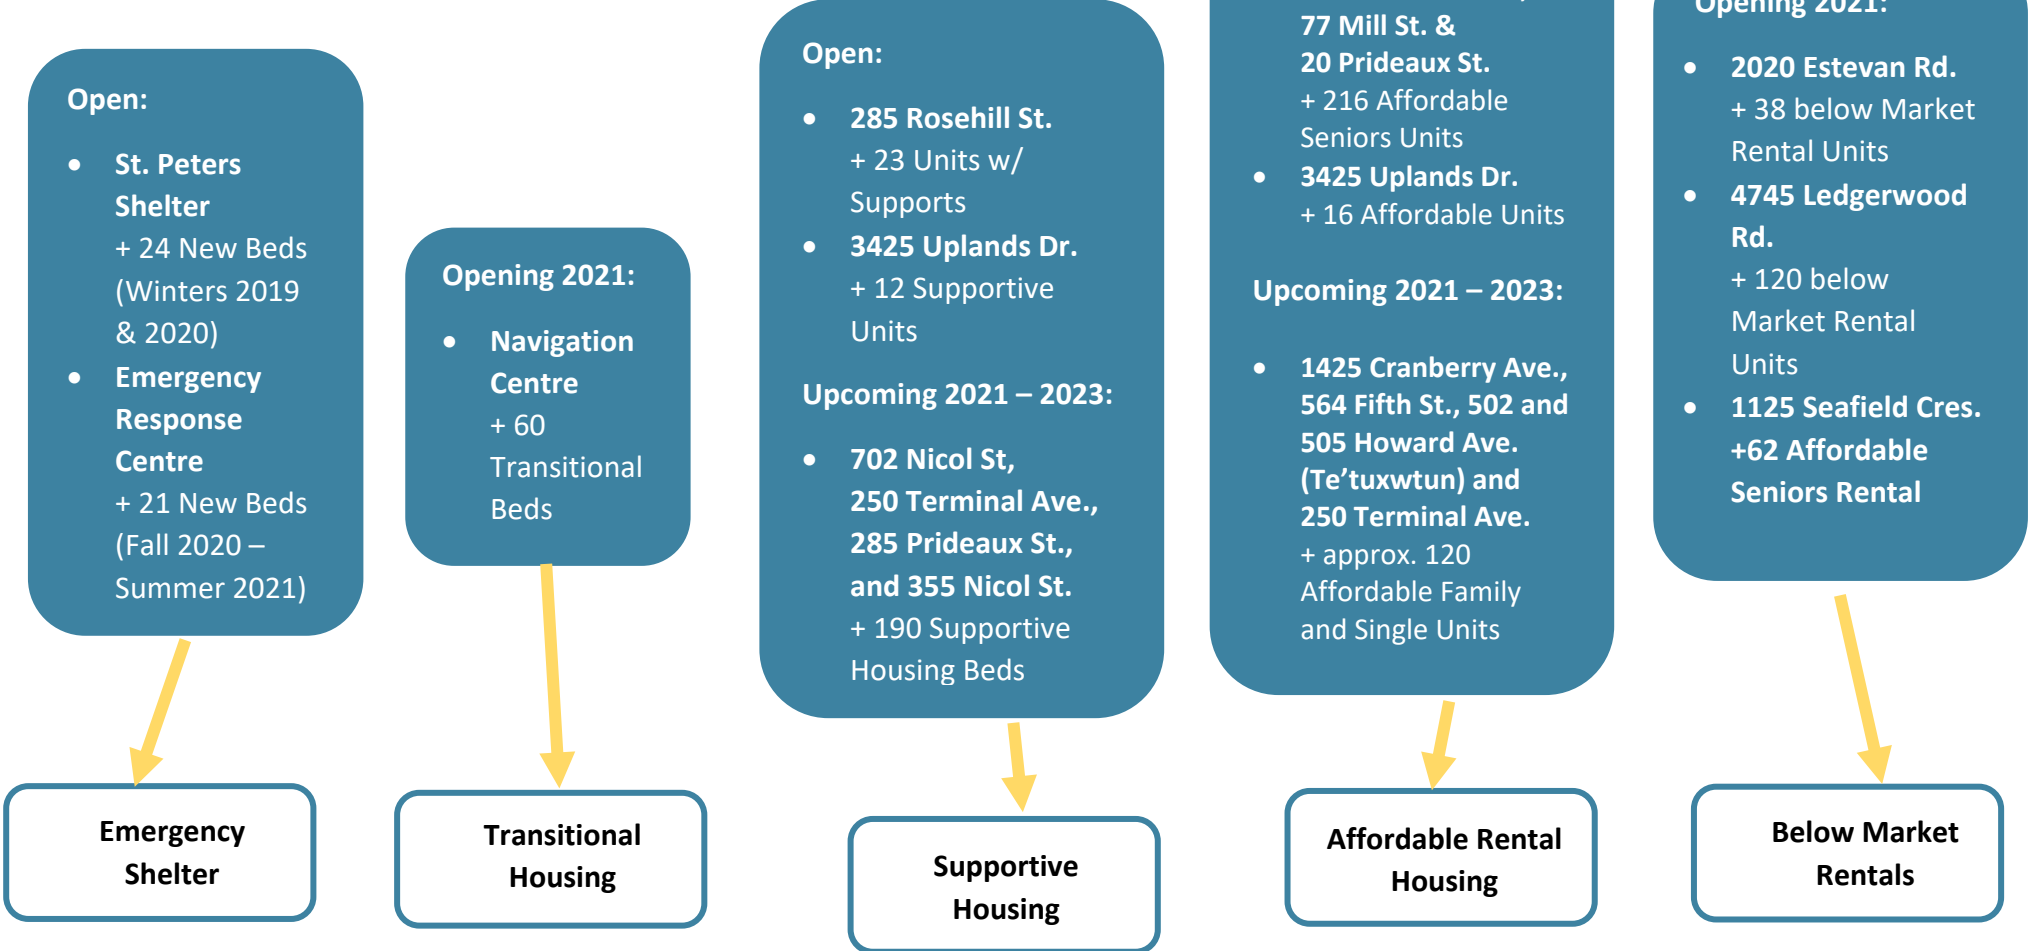 Open:
• St. Peters
Shelter
+ 24 New Beds
(Winters 2019
& 2020)
• Emergency
Response
Centre
+ 21 New Beds
(Fall 2020 –
Summer 2021)
Emergency
Shelter
Opening 2021:
• Navigation
Centre
+ 60
Transitional
Beds
Transitional
Housing
Open:
• 285 Rosehill St.
+ 23 Units w/
Supports
• 3425 Uplands Dr.
+ 12 Supportive
Units
Upcoming 2021 – 2023:
• 702 Nicol St,
250 Terminal Ave.,
285 Prideaux St.,
and 355 Nicol St.
+ 190 Supportive
Housing Beds
Supportive
Housing
77 Mill St. &
20 Prideaux St.
+ 216 Affordable
Seniors Units
• 3425 Uplands Dr.
+ 16 Affordable Units
Upcoming 2021 – 2023:
• 1425 Cranberry Ave.,
564 Fifth St., 502 and
505 Howard Ave.
(Te’tuxwtun) and
250 Terminal Ave.
+ approx. 120
Affordable Family
and Single Units
Affordable Rental
Housing
Opening 2021:
• 2020 Estevan Rd.
+ 38 below Market
Rental Units
• 4745 Ledgerwood
Rd.
+ 120 below
Market Rental
Units
• 1125 Seafield Cres.
+62 Affordable
Seniors Rental
Below Market
Rentals